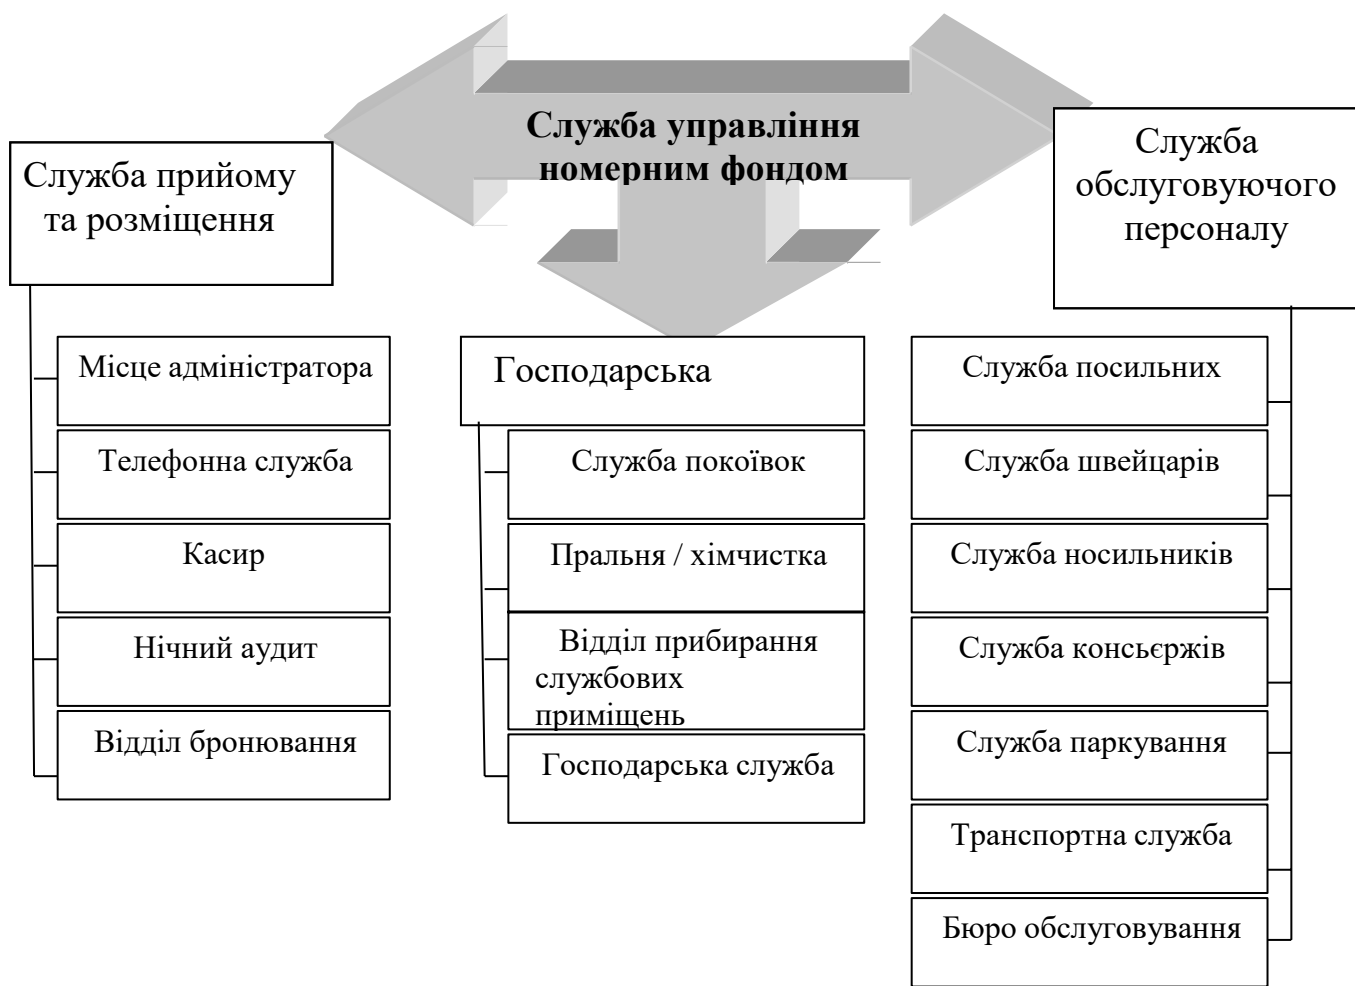 Служба управління
номерним фондом
Служба прийому
та розміщення
Місце адміністратора
Телефонна служба
Касир
Нічний аудит
Відділ бронювання
Господарська
Служба покоївок
Пральня / хімчистка
Відділ прибирання
службових
приміщень
Господарська служба
Служба
обслуговуючого
персоналу
Служба посильних
Служба швейцарів
Служба носильників
Служба консьєржів
Служба паркування
Транспортна служба
Бюро обслуговування